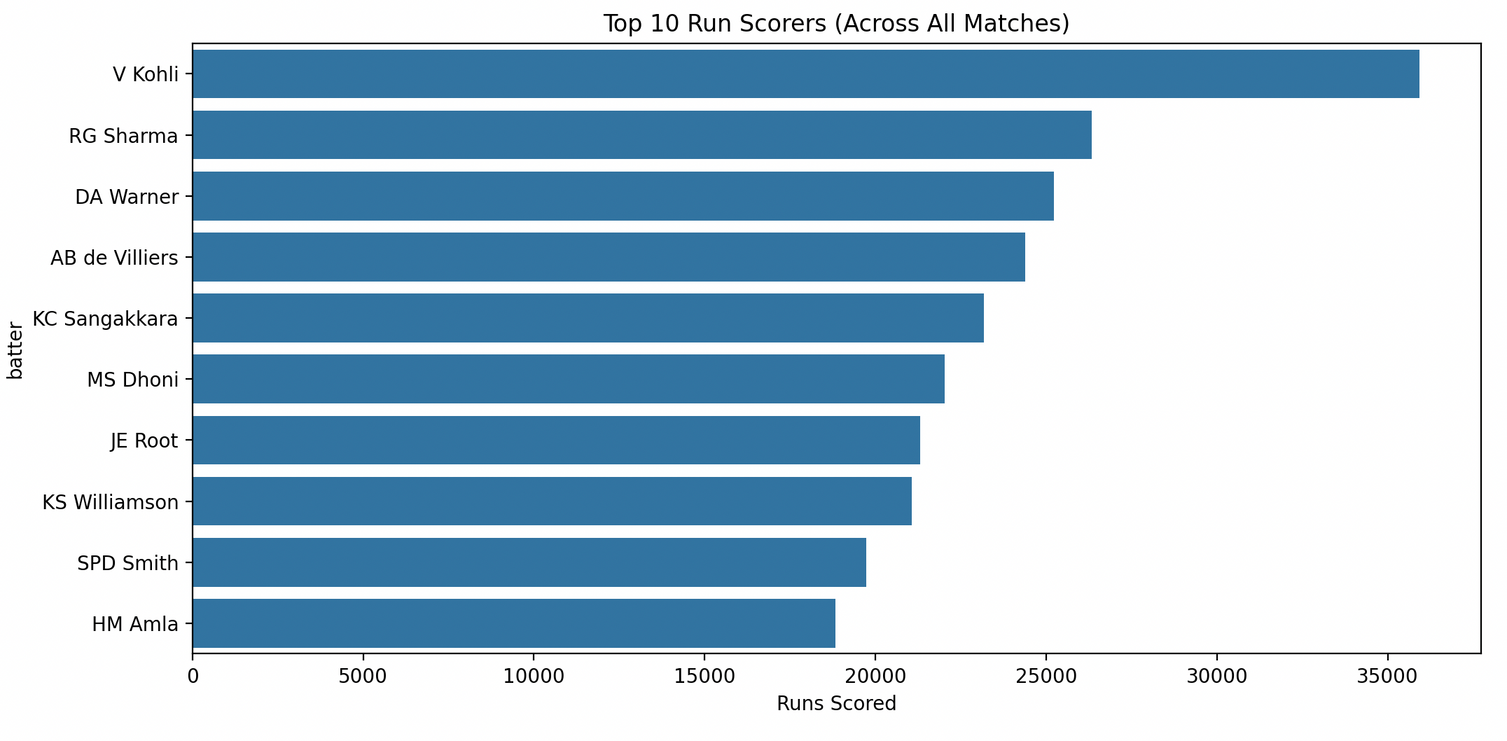 Top 10 Run Scorers (Across All Matches)
batter
V Kohli
RG Sharma
DA Warner
AB de Villiers
KC Sangakkara
MS Dhoni
JE Root
KS Williamson
SPD Smith
HM Amla
0 5000 10000 15000 20000 25000 30000 35000
Runs Scored